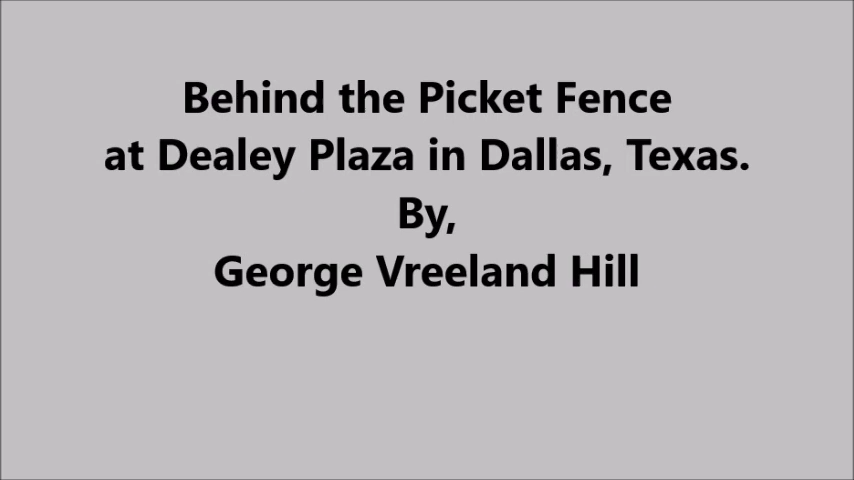 Behind the Picket Fence
at Dealey Plaza in Dallas, Texas.
By,
George Vreeland Hill